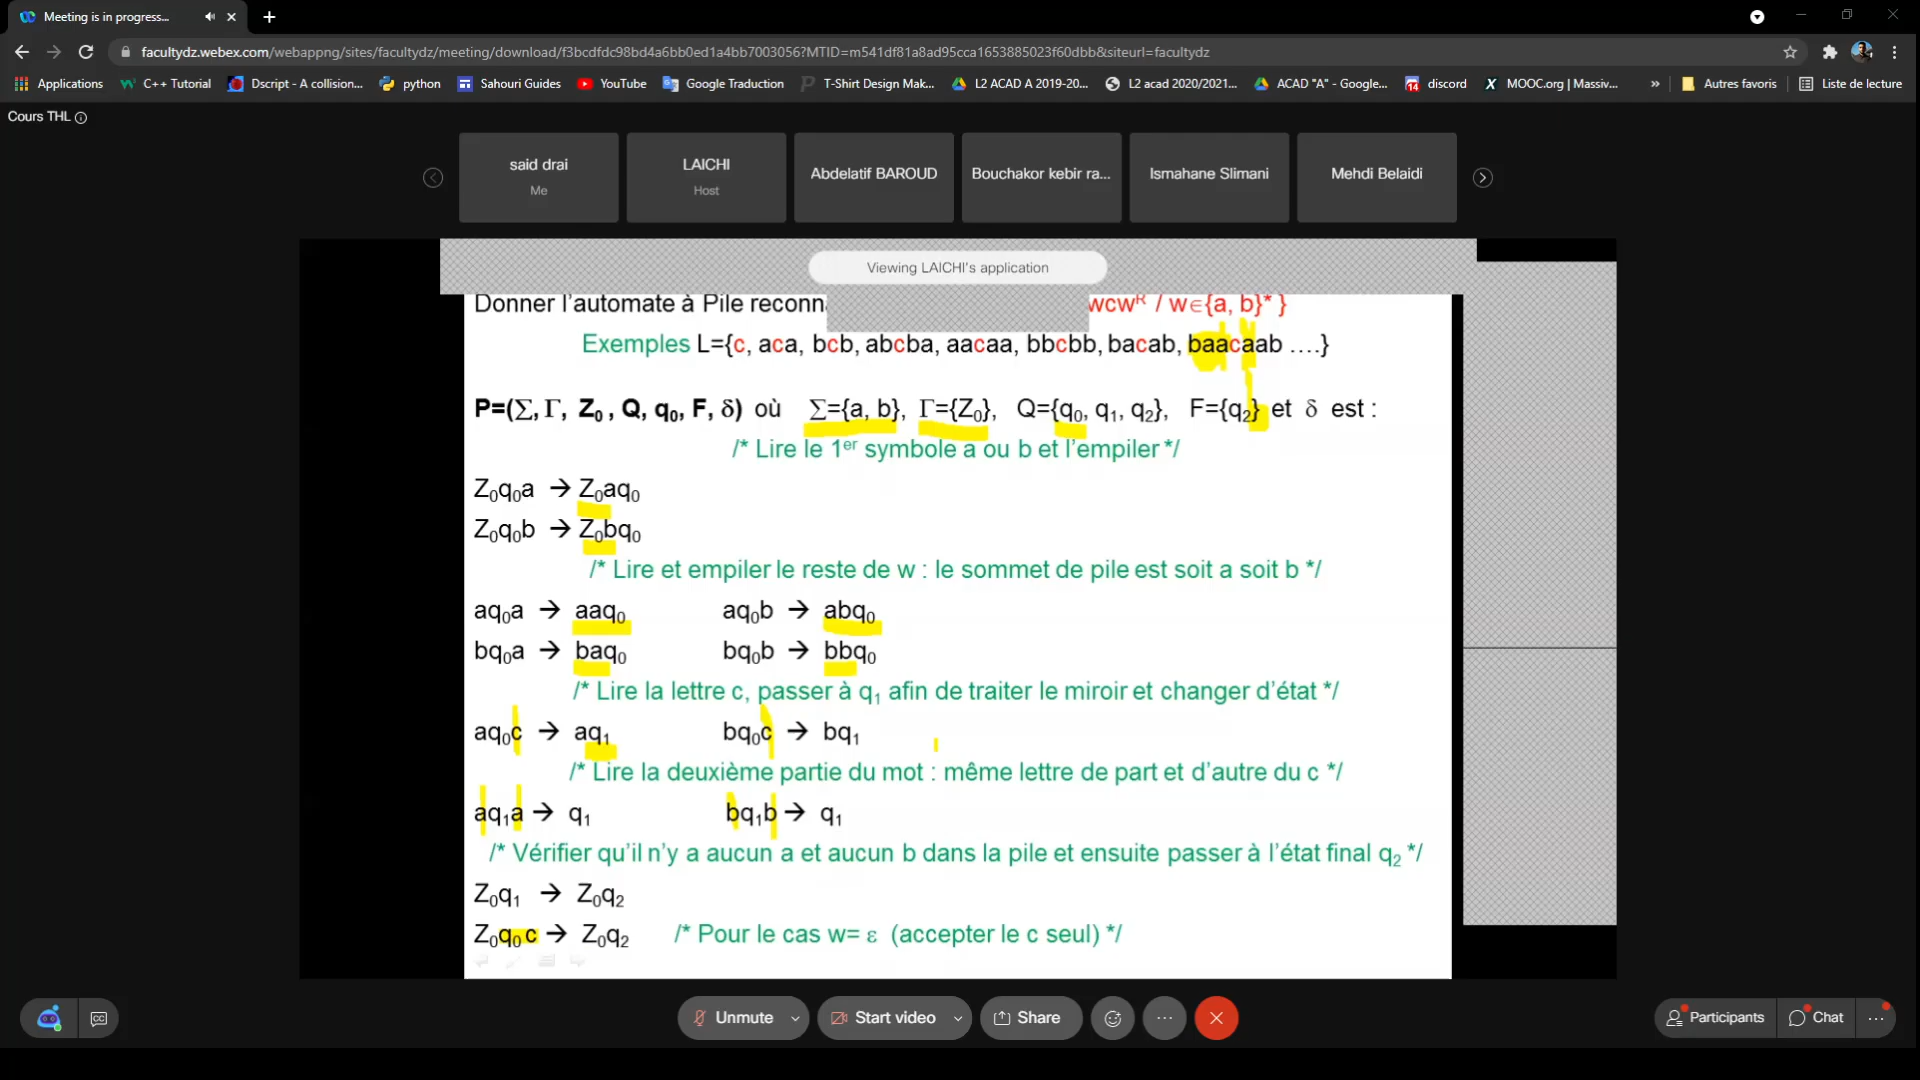 Meeting is in progress...
facultydz.webex.com/webappng/sites/facultydz/meeting/download/f3bcdfdc98bd4a6bb0ed1a4bb7003056?MTID=m541df81a8ad95cca1653885023f60dbb&siteurl=facultydz
Applications C++ Tutorial Dscript - A collision... python Sahouri Guides YouTube Google Traduction T-Shirt Design Mak... L2 ACAD A 2019-20... L2 acad 2020/2021... ACAD "A" - Google... 14 discord X MOOC.org | Massiv... » Autres favoris Liste de lecture
Cours THL
said drai
Me
LAICHI
Host
Abdelatif BAROUD
Bouchakor kebir ra...
Ismahane Slimani
Mehdi Belaidi
Viewing LAICHI's application
Donner l'automate à Pile wcwᴿ / w∈{a, b}* }
Exemples L={c, aca, bcb, abcba, aacaa, bbcbb, bacab, baacaab ….}
P=(Σ, Γ, Z₀ , Q, q₀, F, δ) où Σ={a, b}, Γ={Z₀}, Q={q₀, q₁, q₂}, F={q₂} et δ est :
/* Lire le 1ᵉʳ symbole a ou b et l'empiler */
Z₀q₀a → Z₀aq₀
Z₀q₀b → Z₀bq₀
/* Lire et empiler le reste de w : le sommet de pile est soit a soit b */
aq₀a → aaq₀ aq₀b → abq₀
bq₀a → baq₀ bq₀b → bbq₀
/* Lire la lettre c, passer à q₁ afin de traiter le miroir et changer d'état */
aq₀c → aq₁ bq₀c → bq₁
/* Lire la deuxième partie du mot : même lettre de part et d'autre du c */
aq₁a → q₁ bq₁b → q₁
/* Vérifier qu'il n'y a aucun a et aucun b dans la pile et ensuite passer à l'état final q₂ */
Z₀q₁ → Z₀q₂
Z₀q₀ c → Z₀q₂ /* Pour le cas w= ε (accepter le c seul) */
Unmute Start video Share Participants Chat